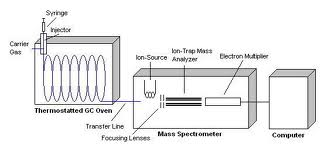 Syringe
Injector
Carrier
Gas
Ion-Source
Ion-Trap Mass
Analyzer
Electron Multiplier
Thermostatted GC Oven
Transfer Line
Focusing Lenses
Mass Spectrometer
Computer